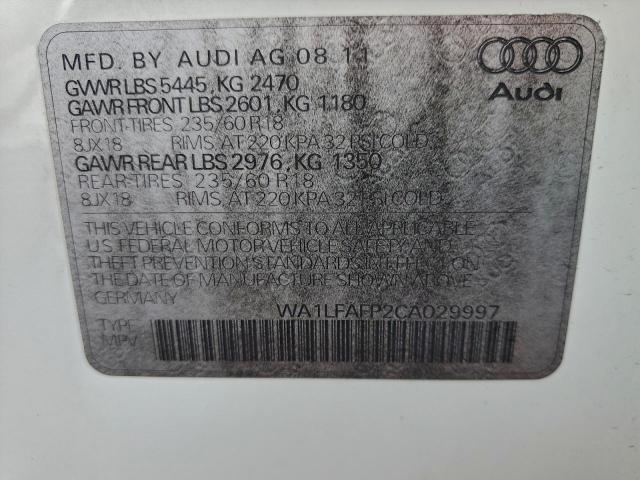 MFD. BY AUDI AG 08 11
GVWR LBS 5445, KG 2470
GAWR FRONT LBS 2601, KG 1180
FRONT-TIRES 235/60 R18
8JX18 RIMS, AT 220 KPA 32 PSI COLD
GAWR REAR LBS 2976, KG 1350
REAR-TIRES 235/60 R18
8JX18 RIMS, AT 220 KPA 32 PSI COLD
THIS VEHICLE CONFORMS TO ALL APPLICABLE
U.S. FEDERAL MOTOR VEHICLE SAFETY AND
THEFT PREVENTION STANDARDS IN EFFECT ON
THE DATE OF MANUFACTURE SHOWN ABOVE.
GERMANY
WA1LFAFP2CA029997
TYPE
MPV
Audi